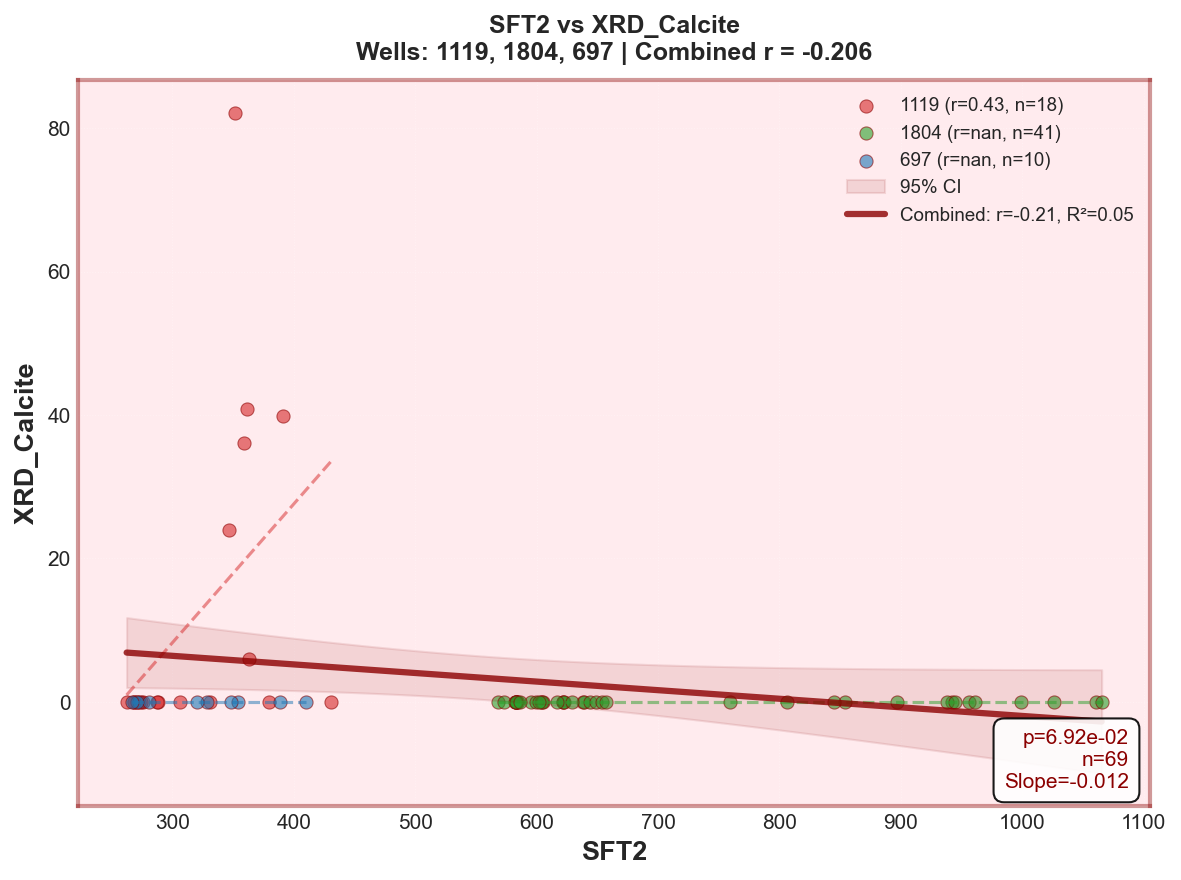 SFT2 vs XRD_Calcite
Wells: 1119, 1804, 697 | Combined r = -0.206
1119 (r=0.43, n=18)
1804 (r=nan, n=41)
697 (r=nan, n=10)
95% CI
Combined: r=-0.21, R²=0.05
XRD_Calcite
80
60
40
20
0
p=6.92e-02
n=69
Slope=-0.012
300 400 500 600 700 800 900 1000 1100
SFT2